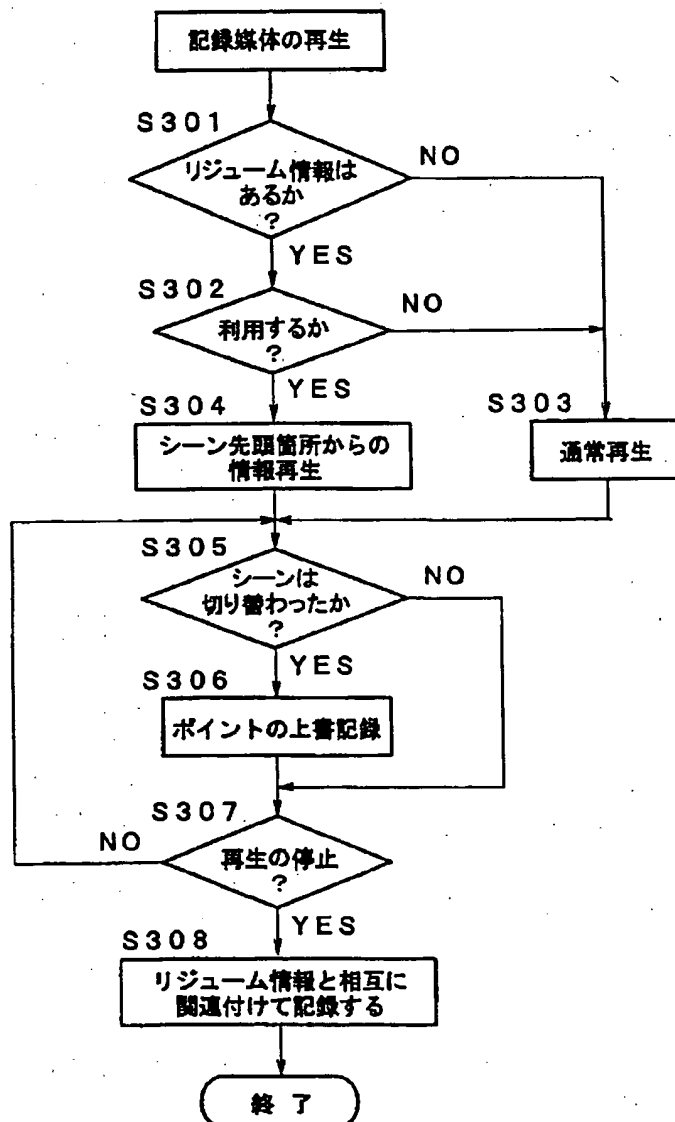 記録媒体の再生
S301
リジューム情報は
あるか
?
NO
YES
S302
利用するか
?
NO
YES
S304
シーン先頭箇所からの
情報再生
S303
通常再生
S305
シーンは
切り替わったか
?
NO
YES
S306
ポイントの上書記録
S307
再生の停止
?
NO
YES
S308
リジューム情報と相互に
関連付けて記録する
終了